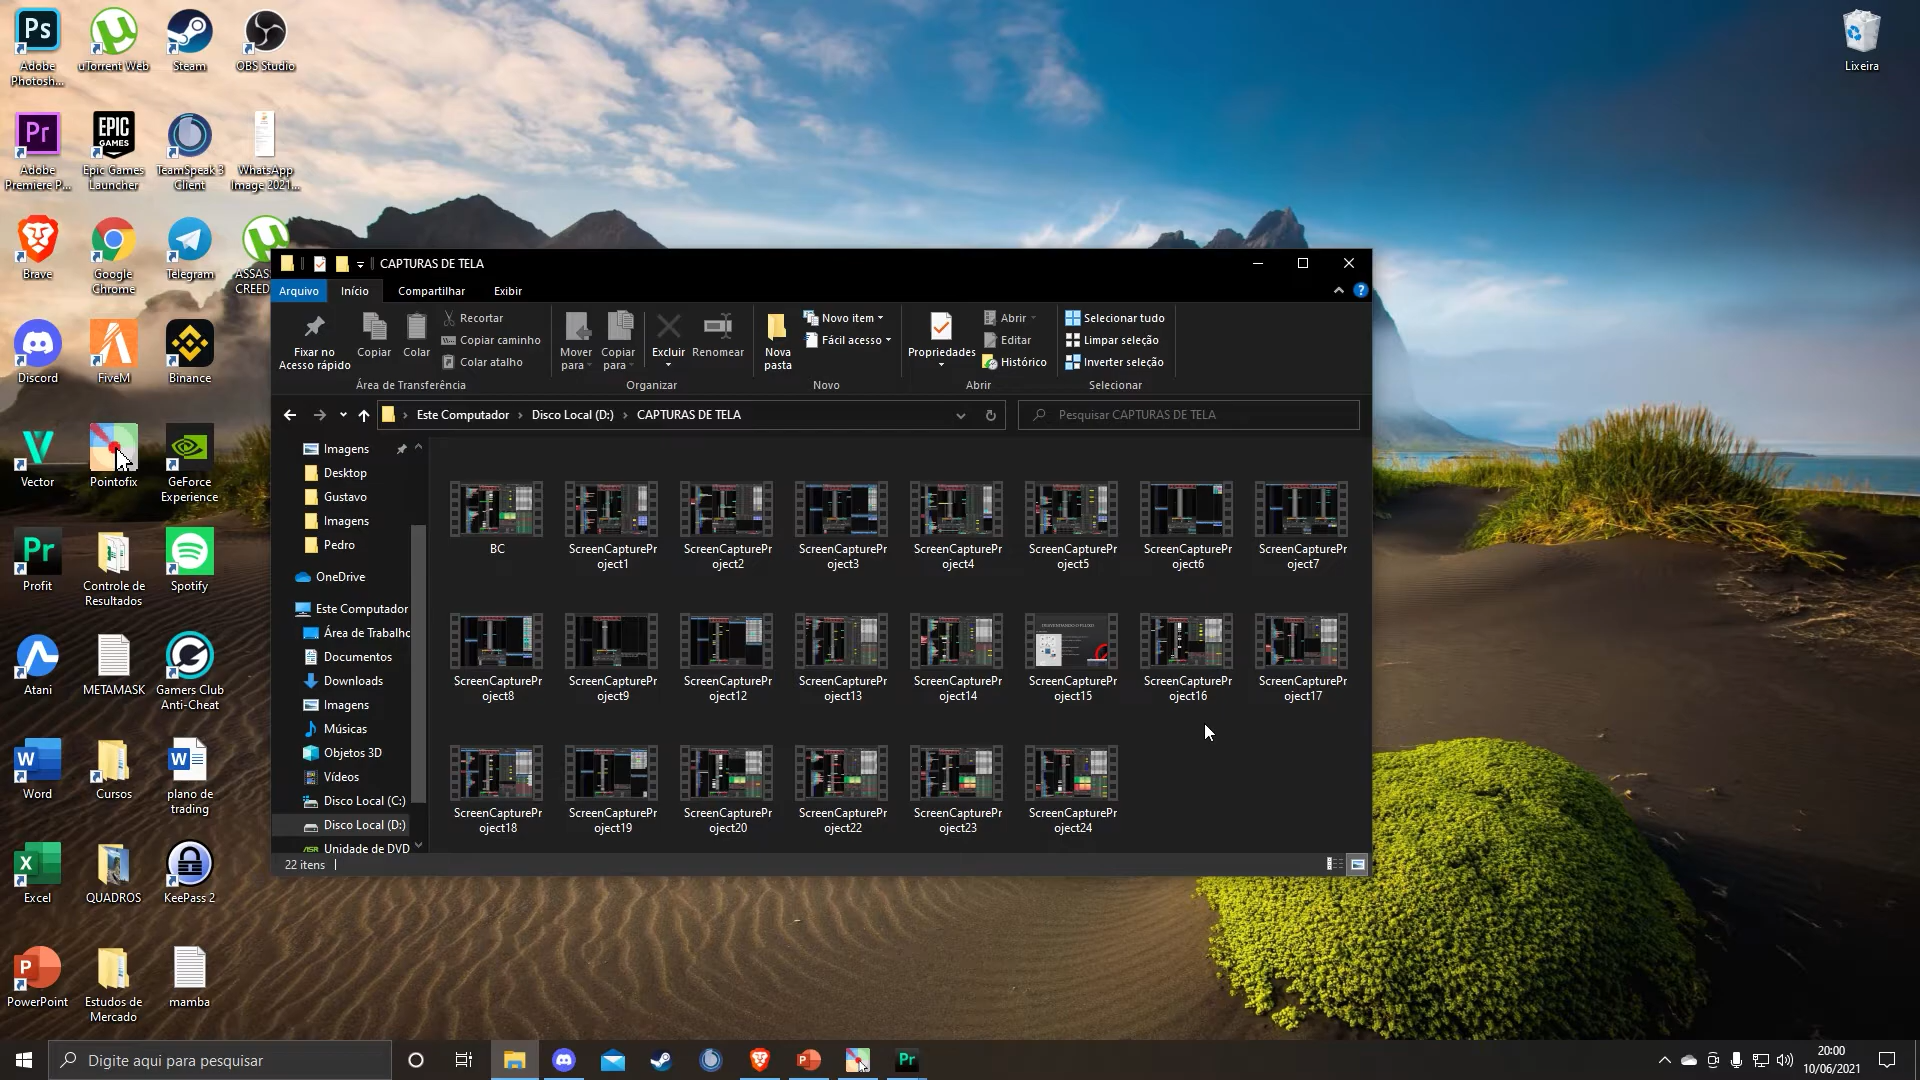 Adobe
Photosh...
uTorrent Web
Steam
OBS Studio
Lixeira
Adobe
Premiere P...
Epic Games
Launcher
TeamSpeak 3
Client
WhatsApp
Image 2021...
Brave
Google
Chrome
Telegram
ASSAS
CREED
Discord
FiveM
Binance
Vector
Pointofix
GeForce
Experience
Profit
Controle de
Resultados
Spotify
Atani
METAMASK
Gamers Club
Anti-Cheat
Word
Cursos
plano de
trading
Excel
QUADROS
KeePass 2
PowerPoint
Estudos de
Mercado
mamba
CAPTURAS DE TELA
Arquivo
Início
Compartilhar
Exibir
Fixar no
Acesso rápido
Copiar
Colar
Recortar
Copiar caminho
Colar atalho
Área de Transferência
Mover
para
Copiar
para
Excluir
Renomear
Organizar
Nova
pasta
Novo item
Fácil acesso
Novo
Propriedades
Abrir
Editar
Histórico
Abrir
Selecionar tudo
Limpar seleção
Inverter seleção
Selecionar
Este Computador > Disco Local (D:) > CAPTURAS DE TELA
Pesquisar CAPTURAS DE TELA
Imagens
Desktop
Gustavo
Imagens
Pedro
OneDrive
Este Computador
Área de Trabalho
Documentos
Downloads
Imagens
Músicas
Objetos 3D
Vídeos
Disco Local (C:)
Disco Local (D:)
Unidade de DVD
BC
ScreenCapturePr
oject1
ScreenCapturePr
oject2
ScreenCapturePr
oject3
ScreenCapturePr
oject4
ScreenCapturePr
oject5
ScreenCapturePr
oject6
ScreenCapturePr
oject7
ScreenCapturePr
oject8
ScreenCapturePr
oject9
ScreenCapturePr
oject12
ScreenCapturePr
oject13
ScreenCapturePr
oject14
ScreenCapturePr
oject15
ScreenCapturePr
oject16
ScreenCapturePr
oject17
ScreenCapturePr
oject18
ScreenCapturePr
oject19
ScreenCapturePr
oject20
ScreenCapturePr
oject22
ScreenCapturePr
oject23
ScreenCapturePr
oject24
22 itens
Digite aqui para pesquisar
20:00
10/06/2021